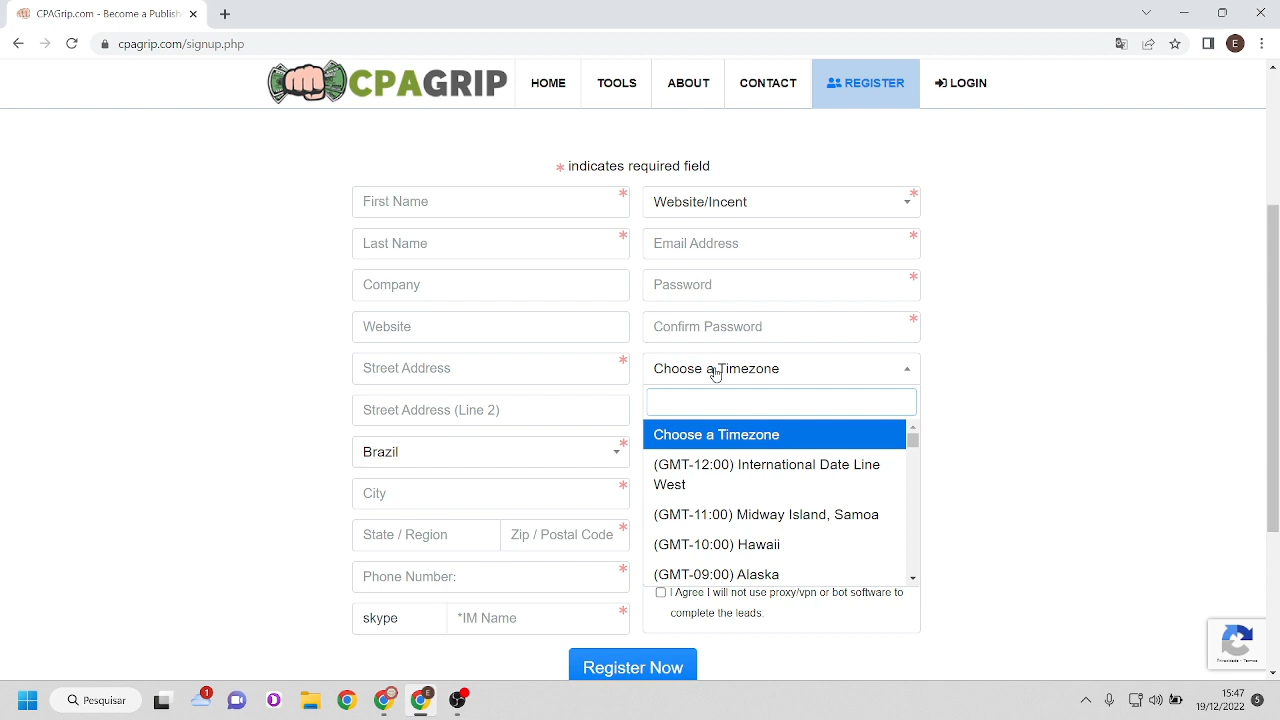 CPAGrip.com - Become a Publish
cpagrip.com/signup.php
E
CPAGRIP
HOME
TOOLS
ABOUT
CONTACT
REGISTER
LOGIN
* indicates required field
First Name *
Website/Incent *
Last Name *
Email Address *
Company
Password *
Website
Confirm Password *
Street Address *
Choose a Timezone
Street Address (Line 2)
Choose a Timezone
Brazil *
(GMT-12:00) International Date Line
West
City *
(GMT-11:00) Midway Island, Samoa
State / Region
Zip / Postal Code *
(GMT-10:00) Hawaii
Phone Number: *
(GMT-09:00) Alaska
I Agree I will not use proxy/vpn or bot software to
complete the leads.
skype
*IM Name *
Register Now
Privacidade - Termos
Pesquisar
1
E
15:47
19/12/2022
5